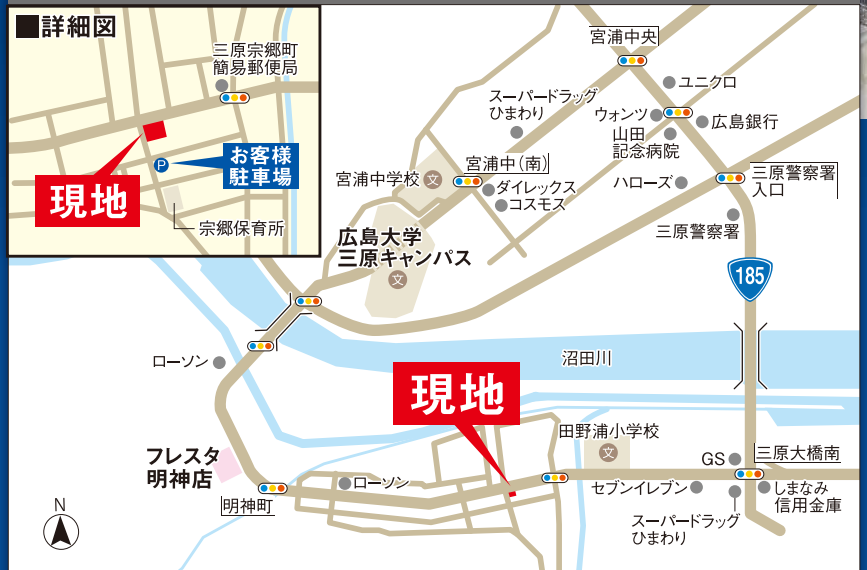 ■詳細図
三原宗郷町
簡易郵便局
P
お客様
駐車場
現地
宗郷保育所
宮浦中央
ユニクロ
スーパードラッグ
ひまわり
ウォンツ
広島銀行
山田
記念病院
宮浦中(南)
宮浦中学校
文
ダイレックス
コスモス
ハローズ
三原警察署
入口
三原警察署
広島大学
三原キャンパス
文
185
ローソン
沼田川
現地
田野浦小学校
文
フレスタ
明神店
ローソン
明神町
GS
三原大橋南
セブンイレブン
しまなみ
信用金庫
スーパードラッグ
ひまわり
N